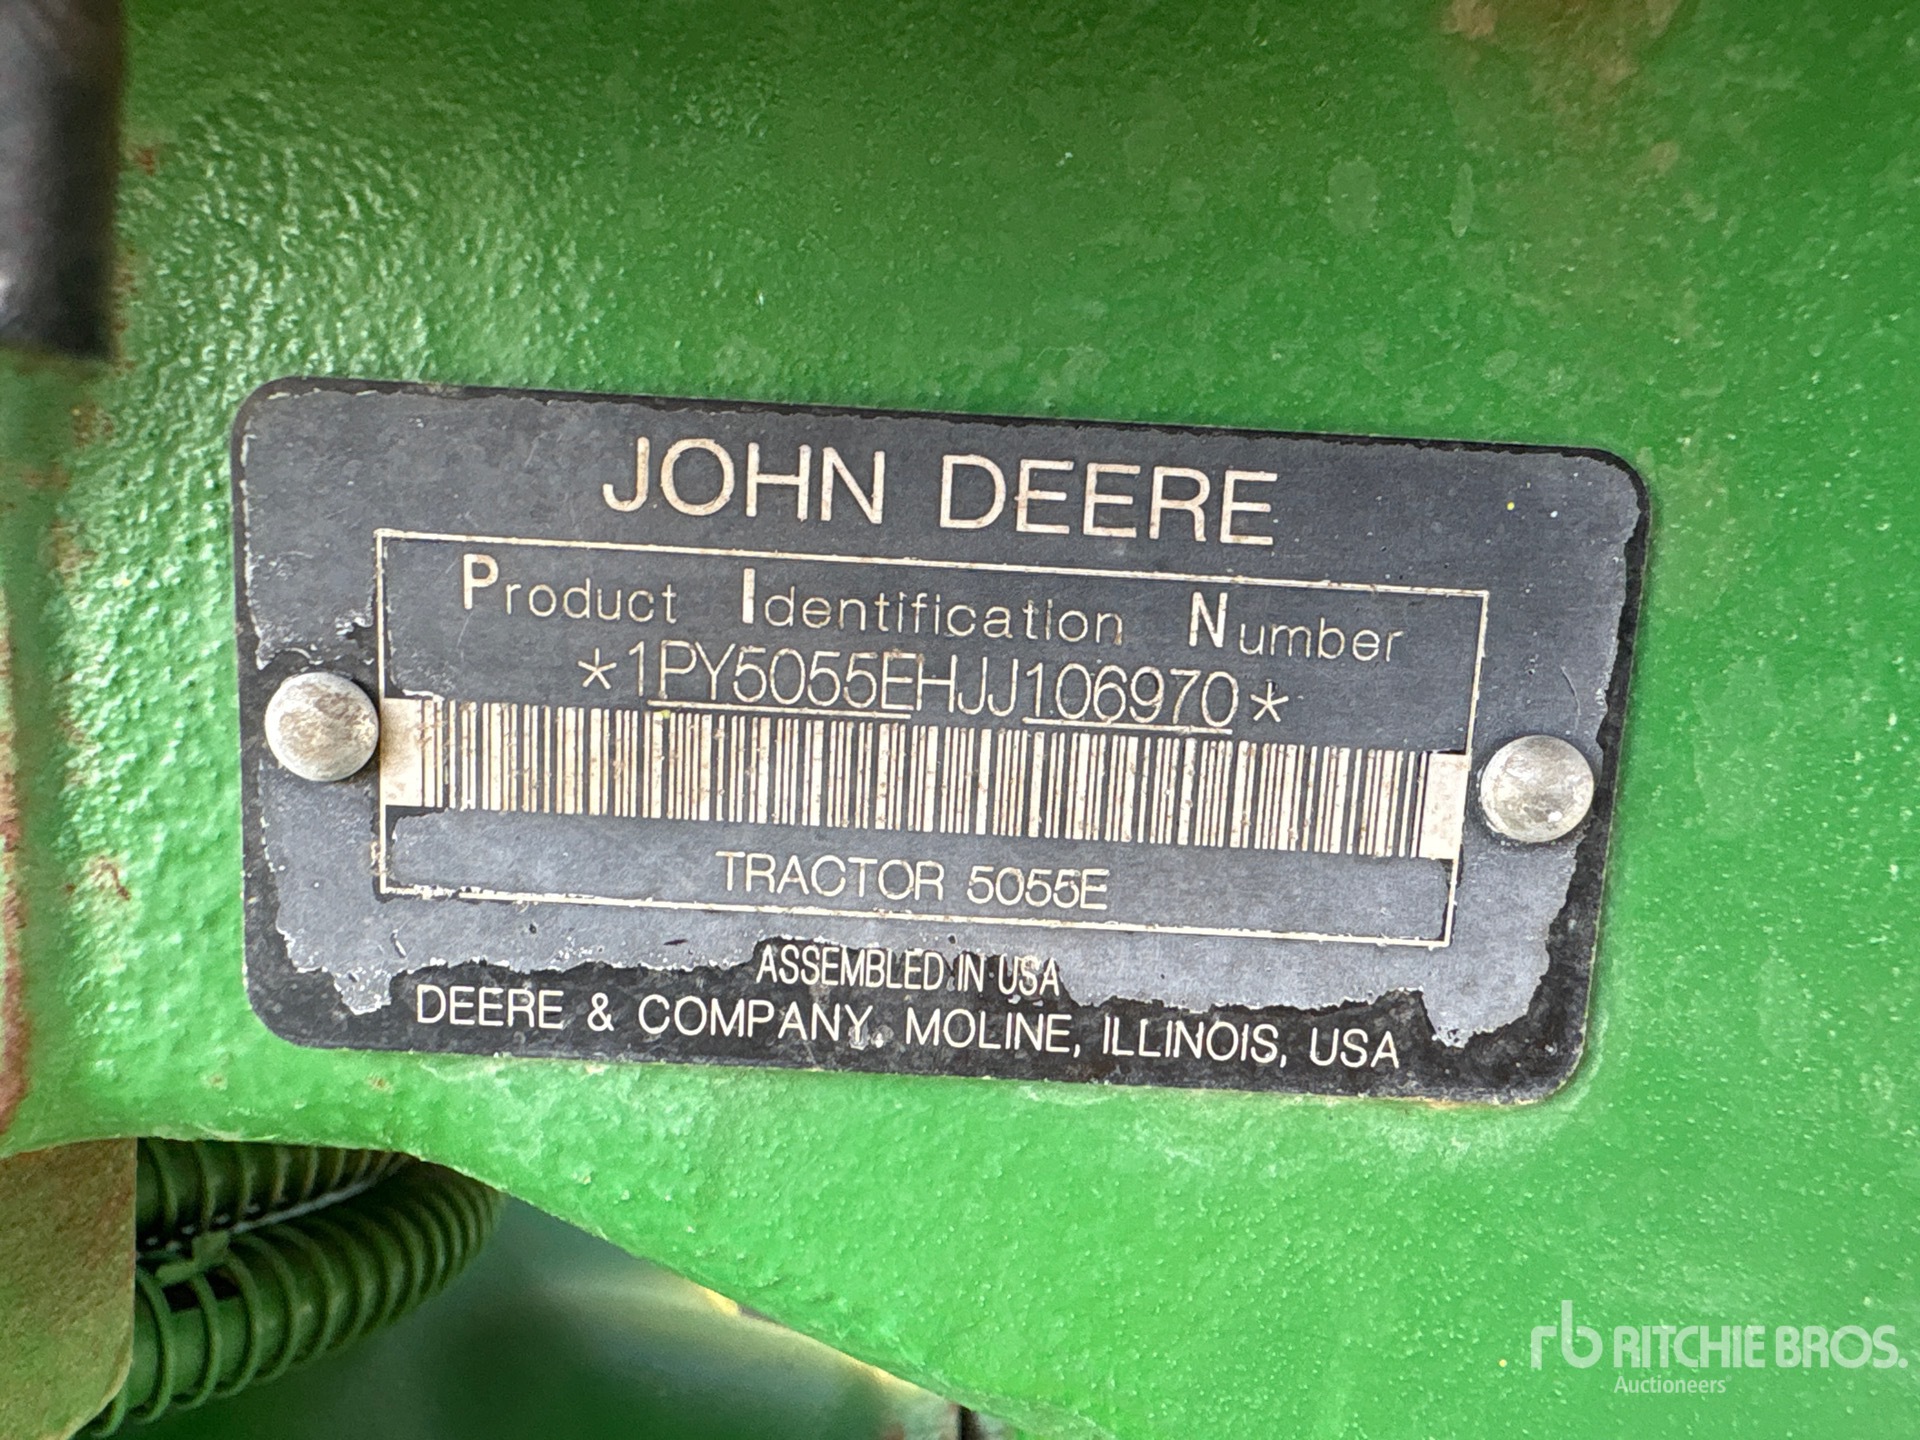 JOHN DEERE
Product Identification Number
*1PY5055EHJJ106970*
TRACTOR 5055E
ASSEMBLED IN USA
DEERE & COMPANY, MOLINE, ILLINOIS, USA
rb RITCHIE BROS.
Auctioneers